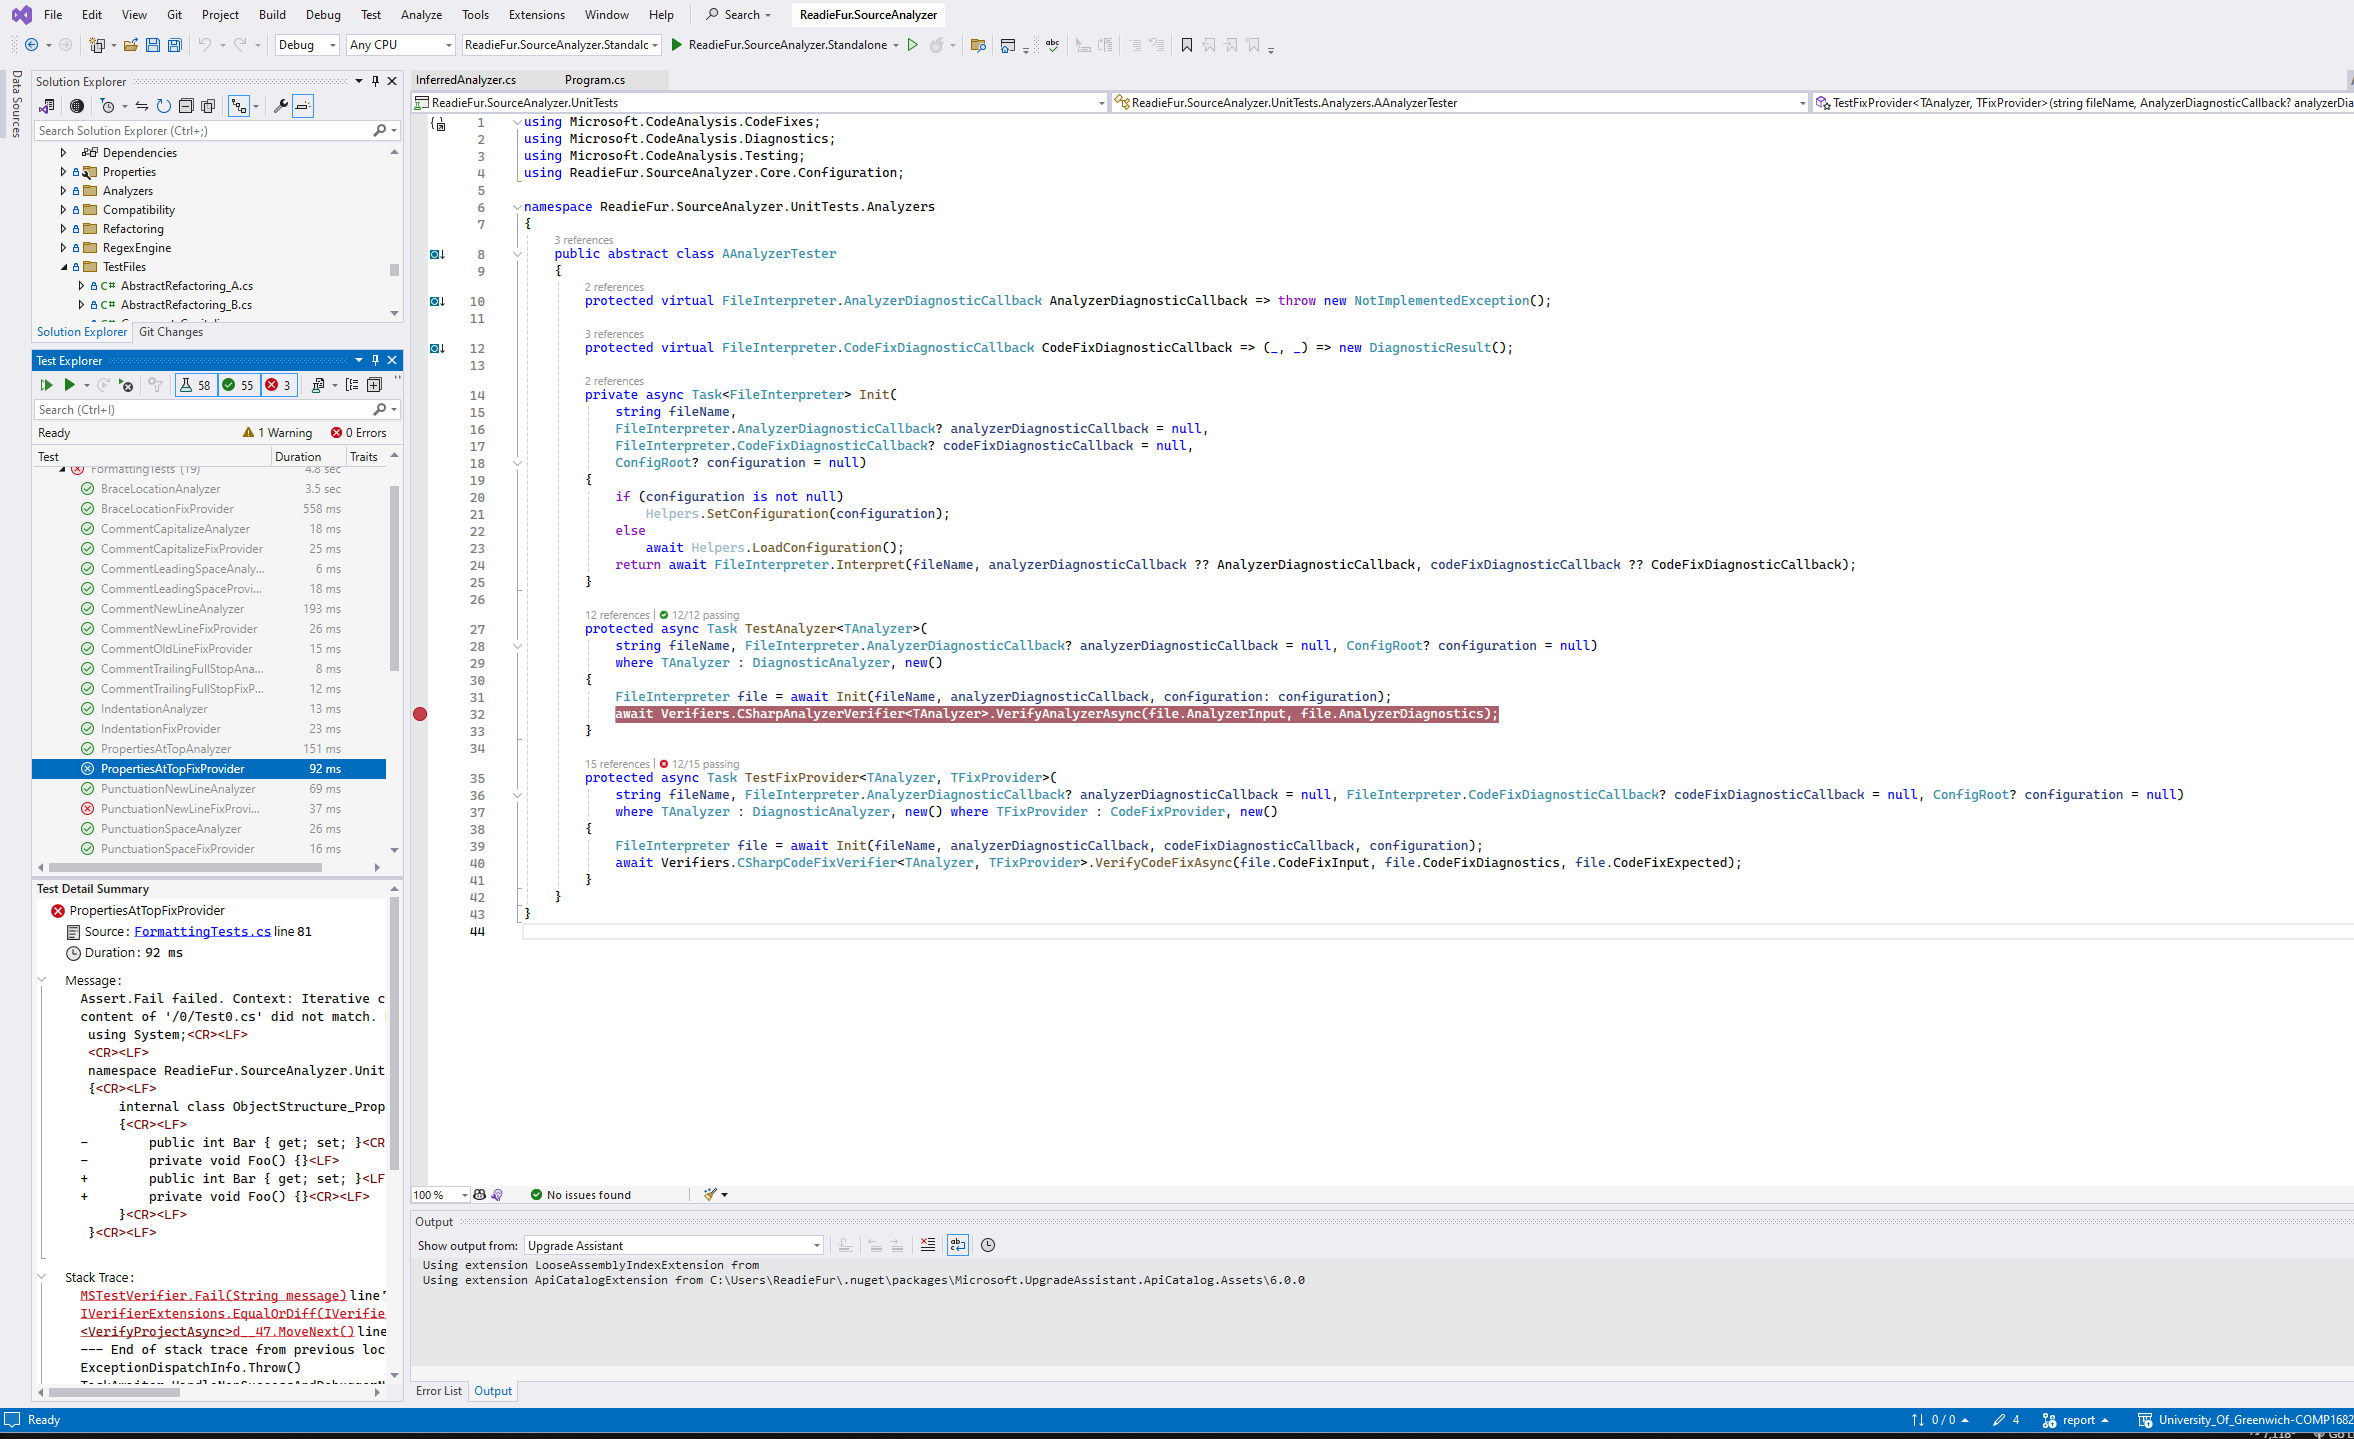 File Edit View Git Project Build Debug Test Analyze Tools Extensions Window Help Search ReadieFur.SourceAnalyzer
Debug Any CPU ReadieFur.SourceAnalyzer.Standalc ReadieFur.SourceAnalyzer.Standalone
Data Sources
Solution Explorer
Search Solution Explorer (Ctrl+;)
Dependencies
Properties
Analyzers
Compatibility
Refactoring
RegexEngine
TestFiles
C# AbstractRefactoring_A.cs
C# AbstractRefactoring_B.cs
Solution Explorer Git Changes
Test Explorer
58 55 3
Search (Ctrl+I)
Ready 1 Warning 0 Errors
Test Duration Traits
FormattingTests (19) 4.8 sec
BraceLocationAnalyzer 3.5 sec
BraceLocationFixProvider 558 ms
CommentCapitalizeAnalyzer 18 ms
CommentCapitalizeFixProvider 25 ms
CommentLeadingSpaceAnaly... 6 ms
CommentLeadingSpaceProvi... 18 ms
CommentNewLineAnalyzer 193 ms
CommentNewLineFixProvider 26 ms
CommentOldLineFixProvider 15 ms
CommentTrailingFullStopAna... 8 ms
CommentTrailingFullStopFixP... 12 ms
IndentationAnalyzer 13 ms
IndentationFixProvider 23 ms
PropertiesAtTopAnalyzer 151 ms
PropertiesAtTopFixProvider 92 ms
PunctuationNewLineAnalyzer 69 ms
PunctuationNewLineFixProvi... 37 ms
PunctuationSpaceAnalyzer 26 ms
PunctuationSpaceFixProvider 16 ms
Test Detail Summary
PropertiesAtTopFixProvider
Source: FormattingTests.cs line 81
Duration: 92 ms
Message:
Assert.Fail failed. Context: Iterative c
content of '/0/Test0.cs' did not match.
using System;<CR><LF>
<CR><LF>
namespace ReadieFur.SourceAnalyzer.Unit
{<CR><LF>
internal class ObjectStructure_Prop
{<CR><LF>
- public int Bar { get; set; }<CR
- private void Foo() {}<LF>
+ public int Bar { get; set; }<LF
+ private void Foo() {}<CR><LF>
}<CR><LF>
}<CR><LF>
Stack Trace:
MSTestVerifier.Fail(String message) line
IVerifierExtensions.EqualOrDiff(IVerifie
<VerifyProjectAsync>d__47.MoveNext() line
--- End of stack trace from previous loc
ExceptionDispatchInfo.Throw()
InferredAnalyzer.cs Program.cs
ReadieFur.SourceAnalyzer.UnitTests ReadieFur.SourceAnalyzer.UnitTests.Analyzers.AAnalyzerTester TestFixProvider<TAnalyzer, TFixProvider>(string fileName, AnalyzerDiagnosticCallback? analyzerDia
1 using Microsoft.CodeAnalysis.CodeFixes;
2 using Microsoft.CodeAnalysis.Diagnostics;
3 using Microsoft.CodeAnalysis.Testing;
4 using ReadieFur.SourceAnalyzer.Core.Configuration;
5
6 namespace ReadieFur.SourceAnalyzer.UnitTests.Analyzers
7 {
3 references
8 public abstract class AAnalyzerTester
9 {
2 references
10 protected virtual FileInterpreter.AnalyzerDiagnosticCallback AnalyzerDiagnosticCallback => throw new NotImplementedException();
11
3 references
12 protected virtual FileInterpreter.CodeFixDiagnosticCallback CodeFixDiagnosticCallback => (_, _) => new DiagnosticResult();
13
2 references
14 private async Task<FileInterpreter> Init(
15 string fileName,
16 FileInterpreter.AnalyzerDiagnosticCallback? analyzerDiagnosticCallback = null,
17 FileInterpreter.CodeFixDiagnosticCallback? codeFixDiagnosticCallback = null,
18 ConfigRoot? configuration = null)
19 {
20 if (configuration is not null)
21 Helpers.SetConfiguration(configuration);
22 else
23 await Helpers.LoadConfiguration();
24 return await FileInterpreter.Interpret(fileName, analyzerDiagnosticCallback ?? AnalyzerDiagnosticCallback, codeFixDiagnosticCallback ?? CodeFixDiagnosticCallback);
25 }
26
12 references | 12/12 passing
27 protected async Task TestAnalyzer<TAnalyzer>(
28 string fileName, FileInterpreter.AnalyzerDiagnosticCallback? analyzerDiagnosticCallback = null, ConfigRoot? configuration = null)
29 where TAnalyzer : DiagnosticAnalyzer, new()
30 {
31 FileInterpreter file = await Init(fileName, analyzerDiagnosticCallback, configuration: configuration);
32 await Verifiers.CSharpAnalyzerVerifier<TAnalyzer>.VerifyAnalyzerAsync(file.AnalyzerInput, file.AnalyzerDiagnostics);
33 }
34
15 references | 12/15 passing
35 protected async Task TestFixProvider<TAnalyzer, TFixProvider>(
36 string fileName, FileInterpreter.AnalyzerDiagnosticCallback? analyzerDiagnosticCallback = null, FileInterpreter.CodeFixDiagnosticCallback? codeFixDiagnosticCallback = null, ConfigRoot? configuration = null)
37 where TAnalyzer : DiagnosticAnalyzer, new() where TFixProvider : CodeFixProvider, new()
38 {
39 FileInterpreter file = await Init(fileName, analyzerDiagnosticCallback, codeFixDiagnosticCallback, configuration);
40 await Verifiers.CSharpCodeFixVerifier<TAnalyzer, TFixProvider>.VerifyCodeFixAsync(file.CodeFixInput, file.CodeFixDiagnostics, file.CodeFixExpected);
41 }
42 }
43 }
44
100 % No issues found
Output
Show output from: Upgrade Assistant
Using extension LooseAssemblyIndexExtension from
Using extension ApiCatalogExtension from C:\Users\ReadieFur\.nuget\packages\Microsoft.UpgradeAssistant.ApiCatalog.Assets\6.0.0
Error List Output
Ready 0 / 0 4 report University_Of_Greenwich-COMP1682